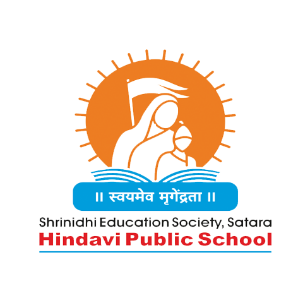 ॥ स्वयमेव मृगेंद्रता ॥
Shrinidhi Education Society, Satara
Hindavi Public School